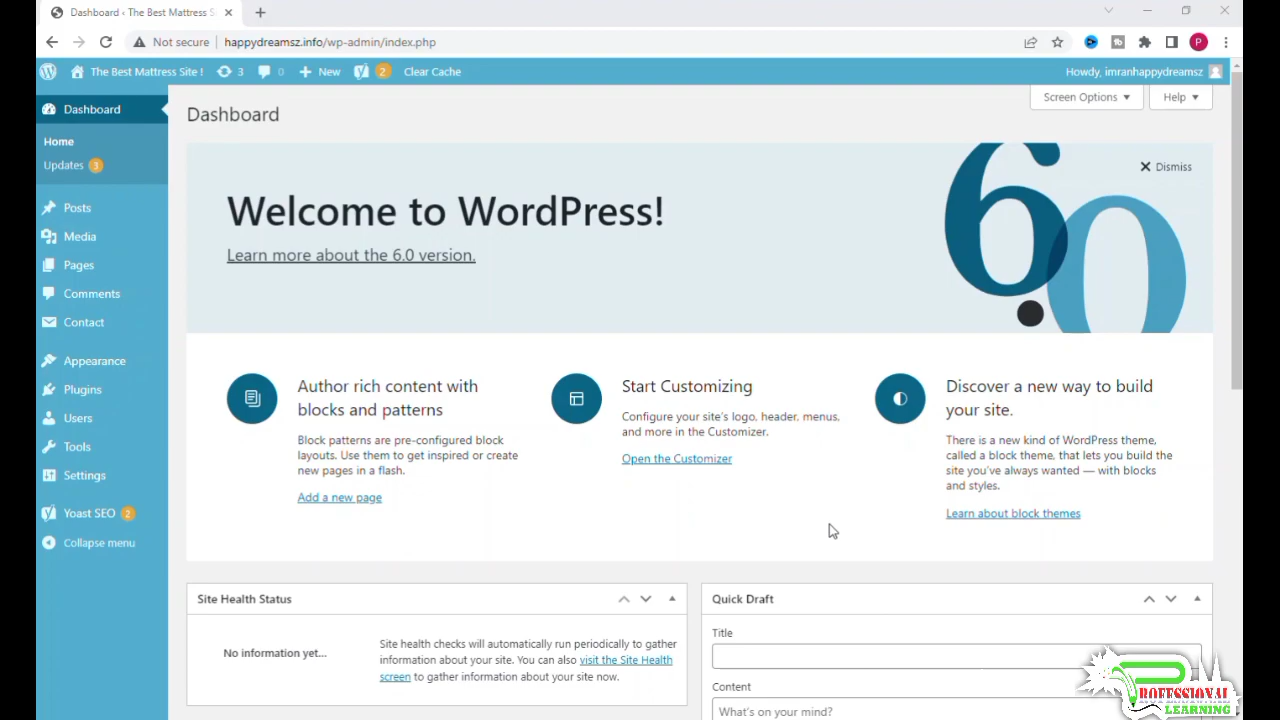 Dashboard ‹ The Best Mattress S
Not secure
happydreamsz.info/wp-admin/index.php
P
The Best Mattress Site !
3
0
New
2
Clear Cache
Howdy, imranhappydreamsz
Dashboard
Home
Updates 3
Posts
Media
Pages
Comments
Contact
Appearance
Plugins
Users
Tools
Settings
Yoast SEO 2
Collapse menu
Dashboard
Screen Options
Help
Dismiss
Welcome to WordPress!
Learn more about the 6.0 version.
6.0
Author rich content with
blocks and patterns
Block patterns are pre-configured block
layouts. Use them to get inspired or create
new pages in a flash.
Add a new page
Start Customizing
Configure your site's logo, header, menus,
and more in the Customizer.
Open the Customizer
Discover a new way to build
your site.
There is a new kind of WordPress theme,
called a block theme, that lets you build the
site you've always wanted — with blocks
and styles.
Learn about block themes
Site Health Status
No information yet...
Site health checks will automatically run periodically to gather
information about your site. You can also visit the Site Health
screen to gather information about your site now.
Quick Draft
Title
Content
What's on your mind?
PROFESSIONAL
LEARNING